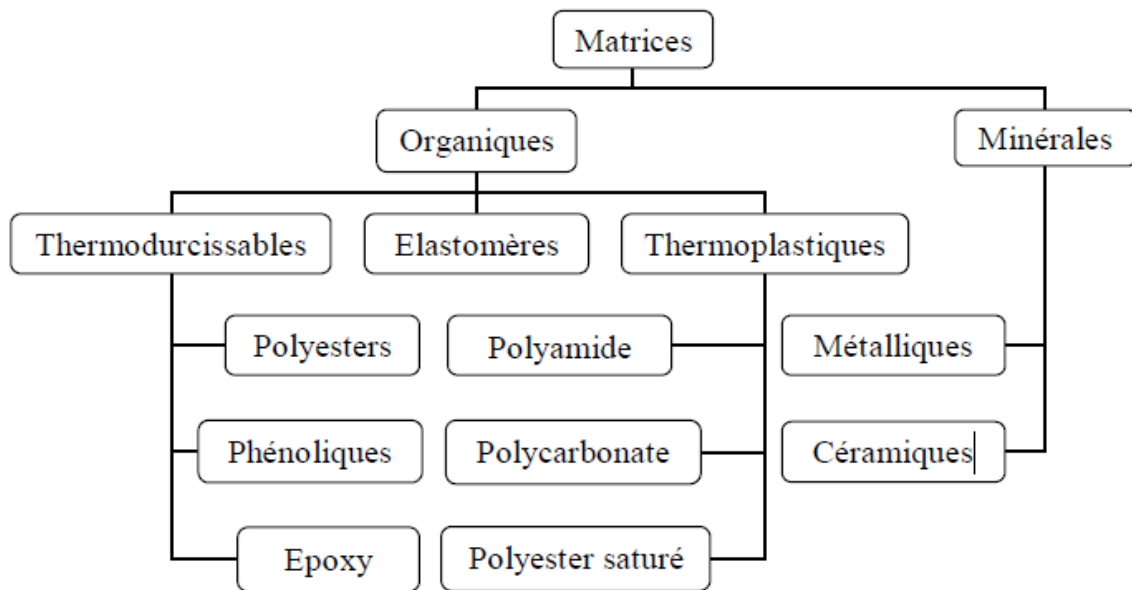 Matrices
Organiques
Minérales
Thermodurcissables
Elastomères
Thermoplastiques
Polyesters
Polyamide
Métalliques
Phénoliques
Polycarbonate
Céramiques
Epoxy
Polyester saturé